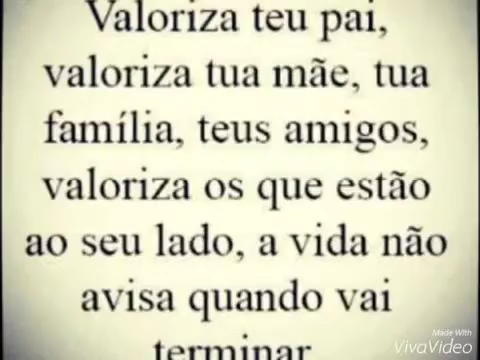 Valoriza teu pai,
valoriza tua mãe, tua
família, teus amigos,
valoriza os que estão
ao seu lado, a vida não
avisa quando vai
terminar
Made With
VivaVideo